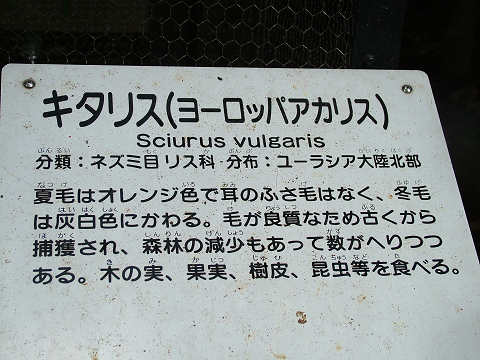 キタリス(ヨーロッパアカリス)
Sciurus vulgaris
分類：ネズミ目リス科 分布：ユーラシア大陸北部
夏毛はオレンジ色で耳のふさ毛はなく、冬毛
は灰白色にかわる。毛が良質なため古くから
捕獲され、森林の減少もあって数がへりつつ
ある。木の実、果実、樹皮、昆虫等を食べる。